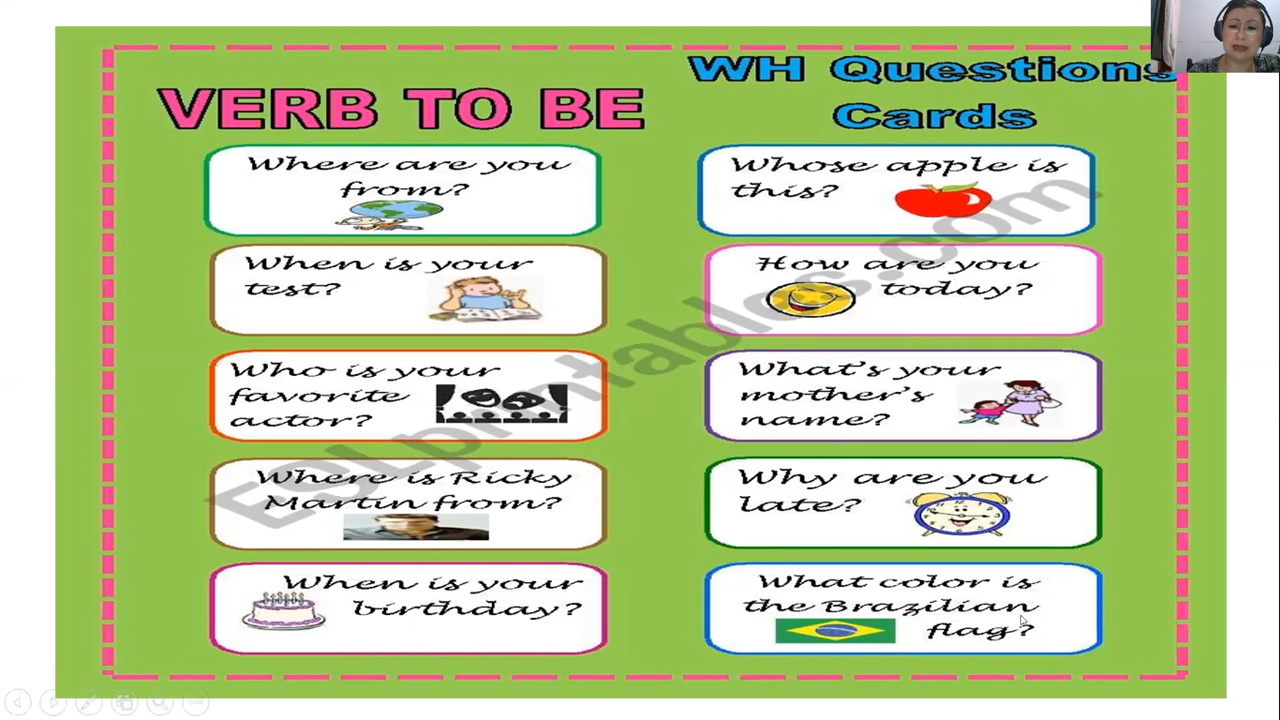 VERB TO BE
WH Questions
Cards
Where are you
from?
When is your
test?
Who is your
favorite
actor?
Where is Ricky
Martin from?
When is your
birthday?
Whose apple is
this?
How are you
today?
What's your
mother's
name?
Why are you
late?
What color is
the Brazilian
flag?
ESLprintables.com